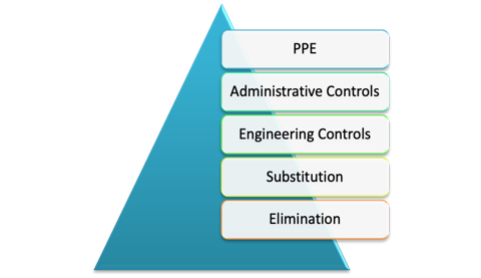 PPE
Administrative Controls
Engineering Controls
Substitution
Elimination